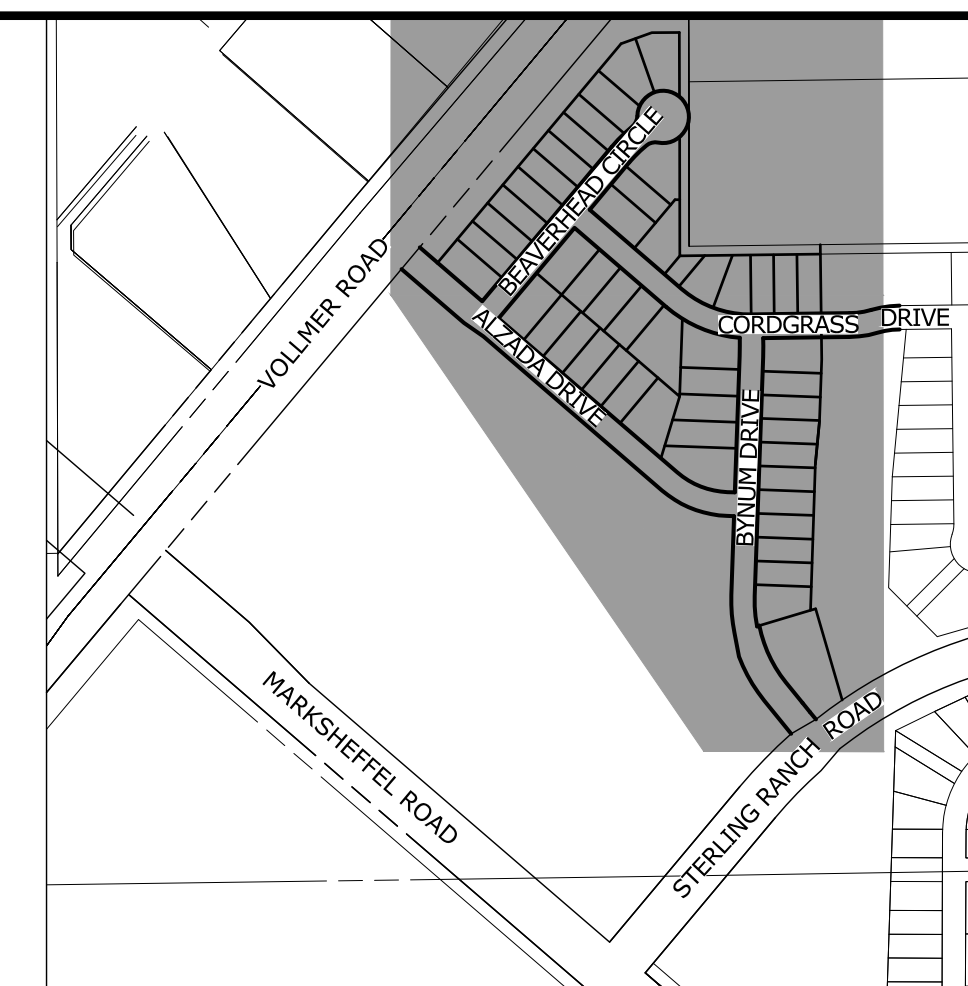 BEAVERHEAD CIRCLE
VOLLMER ROAD
ALZADA DRIVE
CORDGRASS DRIVE
BYNUM DRIVE
MARKSHEFFEL ROAD
STERLING RANCH ROAD